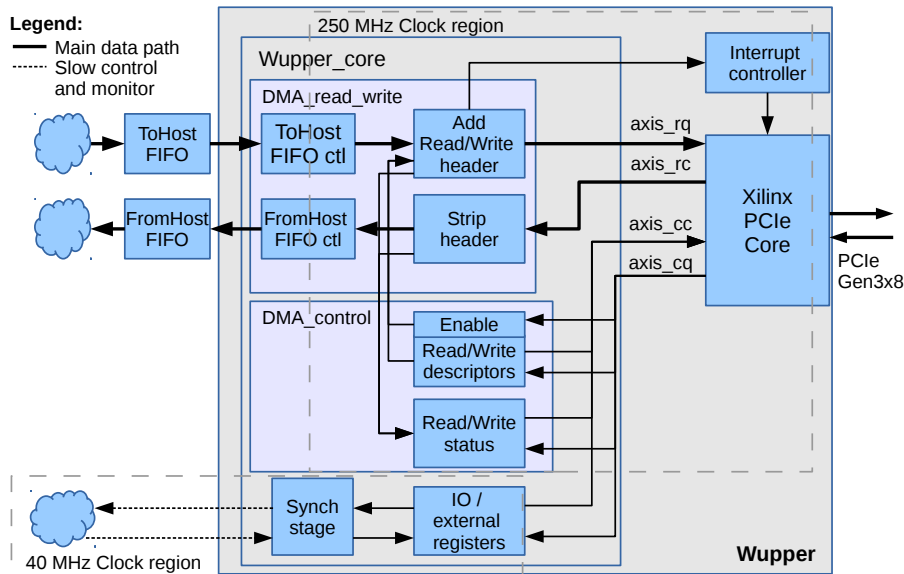 Legend:
Main data path
Slow control
and monitor
250 MHz Clock region
Wupper_core
DMA_read_write
Interrupt
controller
ToHost
FIFO
ToHost
FIFO ctl
Add
Read/Write
header
axis_rq
axis_rc
FromHost
FIFO
FromHost
FIFO ctl
Strip
header
axis_cc
axis_cq
Xilinx
PCIe
Core
PCIe
Gen3x8
DMA_control
Enable
Read/Write
descriptors
Read/Write
status
Synch
stage
IO /
external
registers
40 MHz Clock region
Wupper